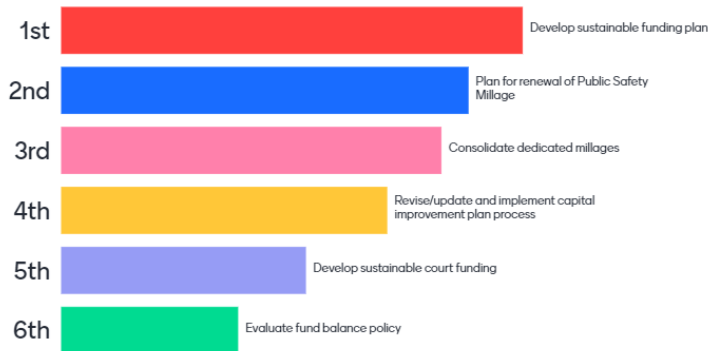 1st
Develop sustainable funding plan
2nd
Plan for renewal of Public Safety
Millage
3rd
Consolidate dedicated millages
4th
Revise/update and implement capital
improvement plan process
5th
Develop sustainable court funding
6th
Evaluate fund balance policy